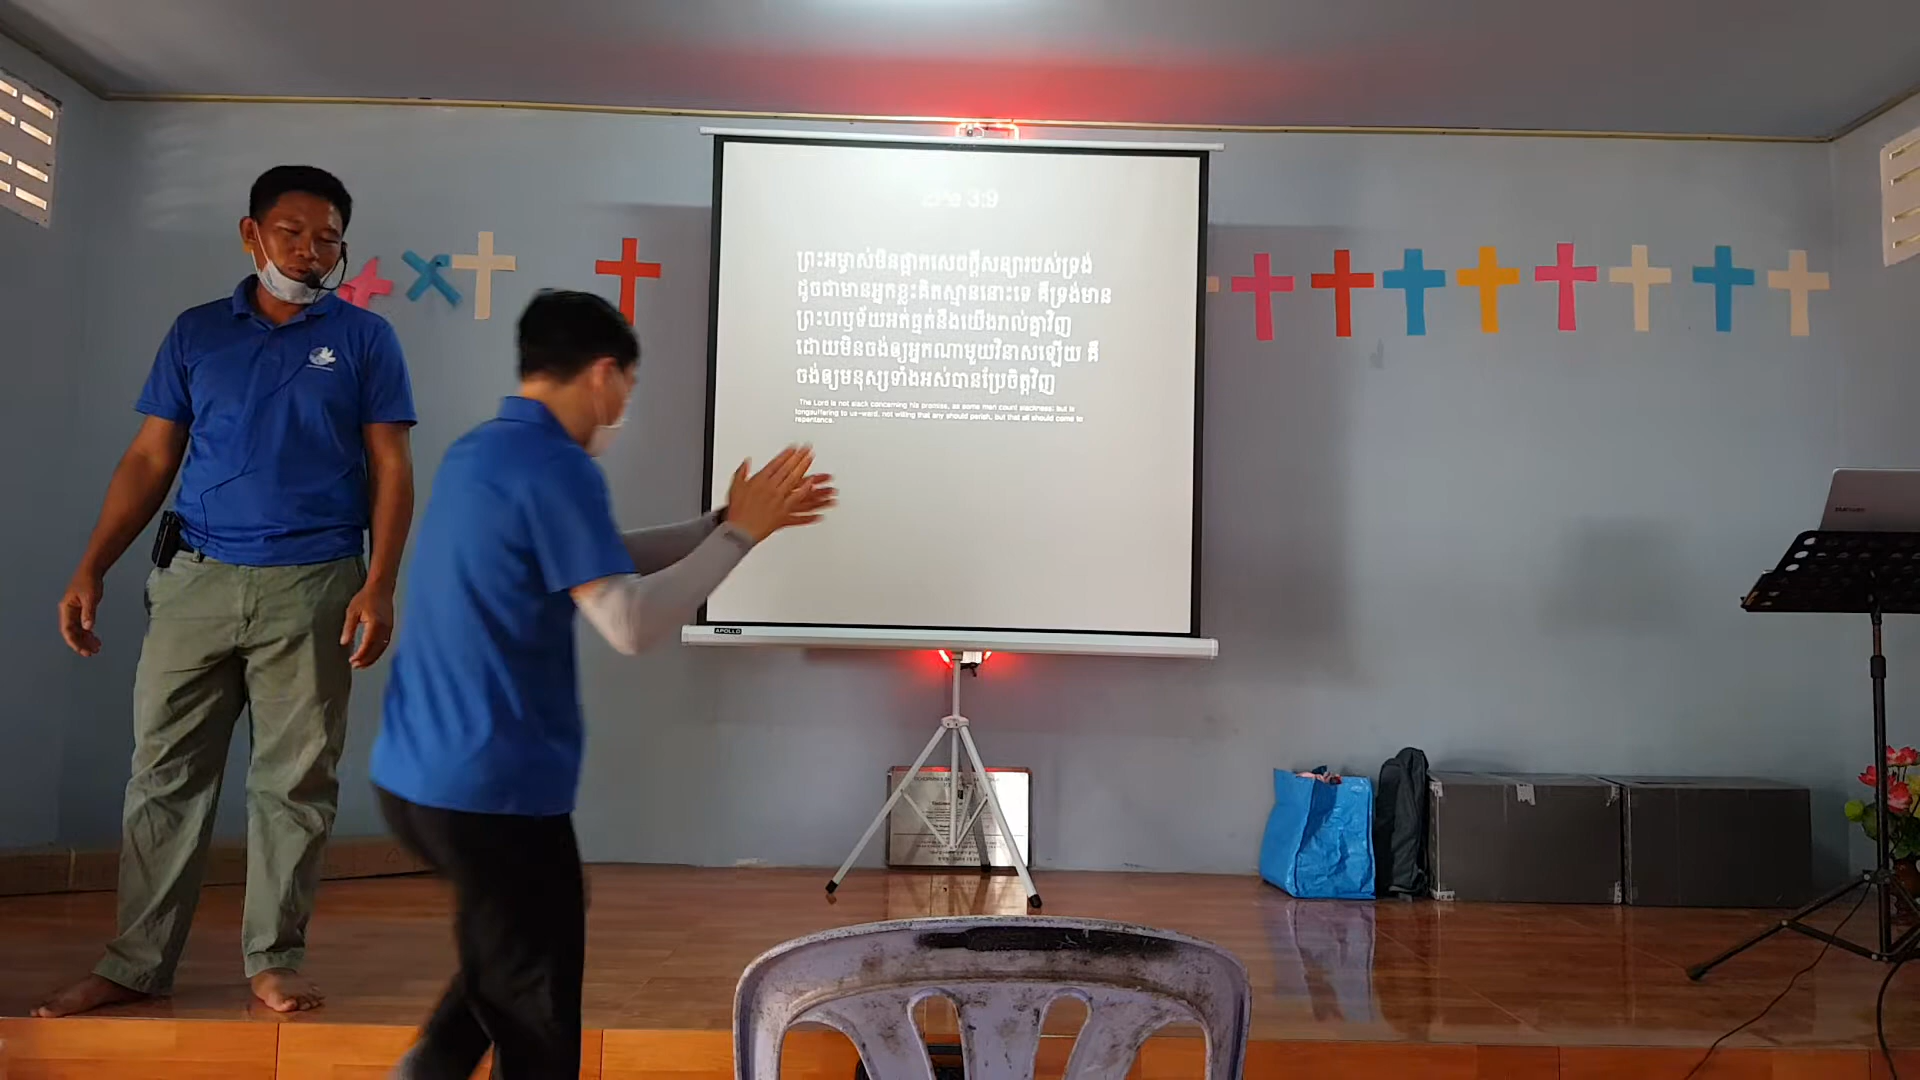 2Pe 3:9
ព្រះអម្ចាស់មិនផ្អាកសេចក្ដីសន្យារបស់ទ្រង់
ដូចជាមានអ្នកខ្លះគិតស្មាននោះទេ គឺទ្រង់មាន
ព្រះហឫទ័យអត់ធ្មត់នឹងយើងរាល់គ្នាវិញ
ដោយមិនចង់ឲ្យអ្នកណាមួយវិនាសឡើយ គឺ
ចង់ឲ្យមនុស្សទាំងអស់បានប្រែចិត្តវិញ
The Lord is not slack concerning his promise, as some men count slackness; but is
longsuffering to us-ward, not willing that any should perish, but that all should come to
repentance.
APOLLO